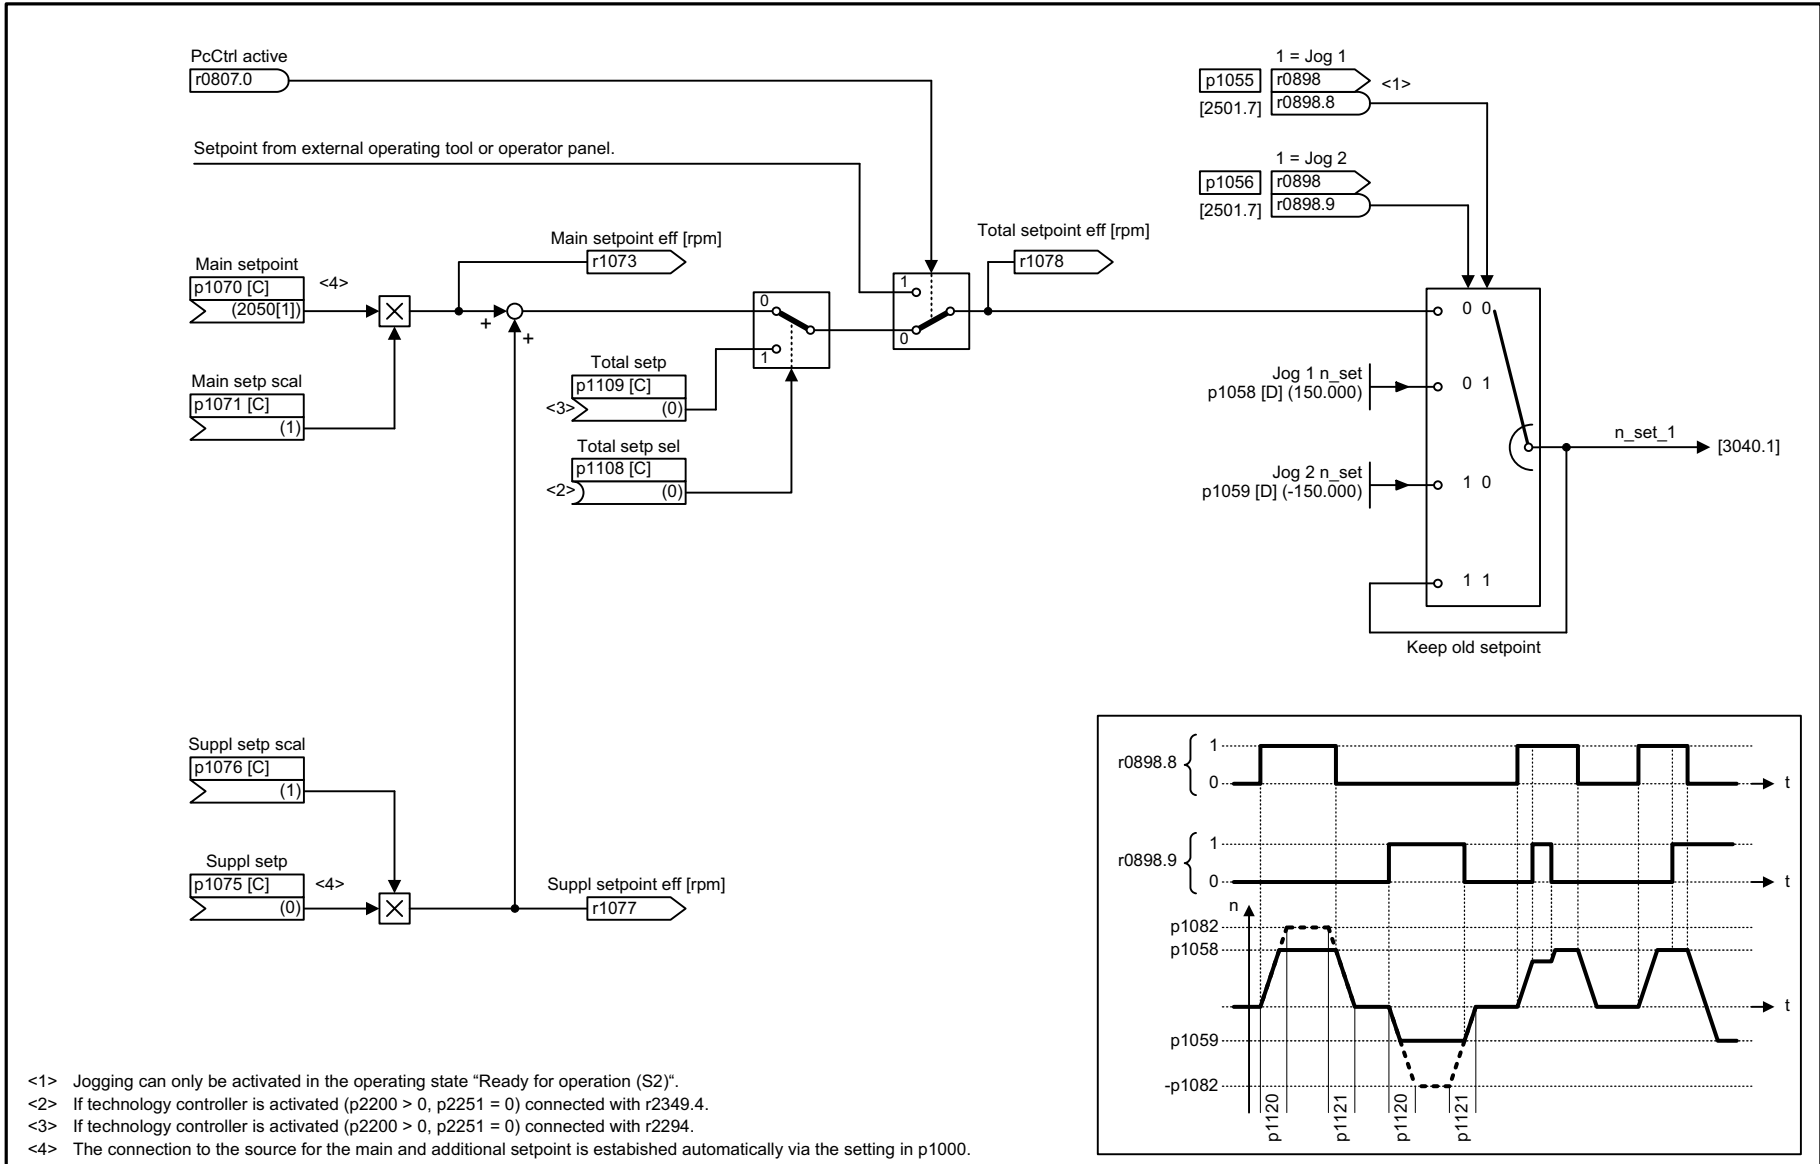 PcCtrl active
r0807.0
Setpoint from external operating tool or operator panel.
1 = Jog 1
p1055 r0898 <1>
[2501.7] r0898.8
1 = Jog 2
p1056 r0898
[2501.7] r0898.9
Main setpoint
p1070 [C] <4>
(2050[1])
Main setp scal
p1071 [C]
(1)
Main setpoint eff [rpm]
r1073
+
+
0
1
Total setp
p1109 [C]
<3> (0)
Total setp sel
p1108 [C]
<2> (0)
1
0
Total setpoint eff [rpm]
r1078
0 0
Jog 1 n_set
p1058 [D] (150.000)
0 1
n_set_1
[3040.1]
Jog 2 n_set
p1059 [D] (-150.000)
1 0
1 1
Keep old setpoint
Suppl setp scal
p1076 [C]
(1)
Suppl setp
p1075 [C] <4>
(0)
Suppl setpoint eff [rpm]
r1077
r0898.8
1
0
t
r0898.9
1
0
t
n
p1082
p1058
t
p1059
-p1082
p1120
p1121
p1120
p1121
<1> Jogging can only be activated in the operating state “Ready for operation (S2)“.
<2> If technology controller is activated (p2200 > 0, p2251 = 0) connected with r2349.4.
<3> If technology controller is activated (p2200 > 0, p2251 = 0) connected with r2294.
<4> The connection to the source for the main and additional setpoint is estabished automatically via the setting in p1000.